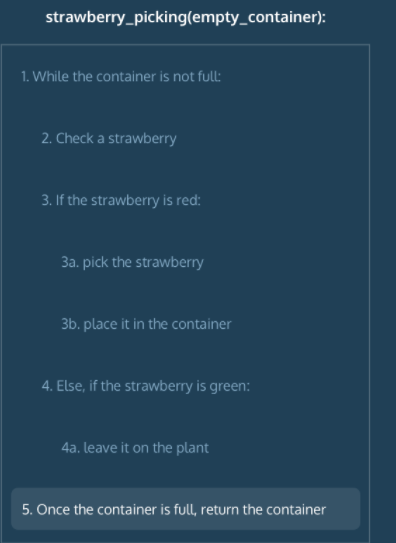 strawberry_picking(empty_container):
1. While the container is not full:
2. Check a strawberry
3. If the strawberry is red:
3a. pick the strawberry
3b. place it in the container
4. Else, if the strawberry is green:
4a. leave it on the plant
5. Once the container is full, return the container